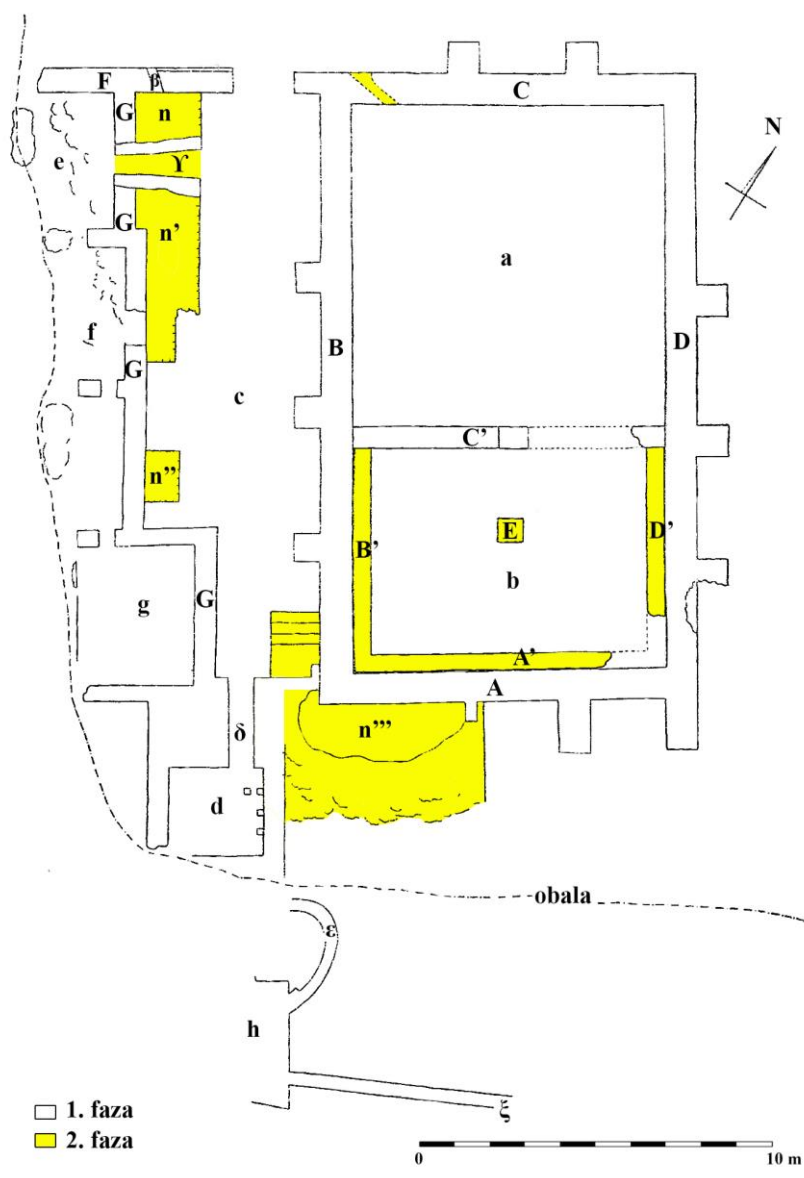 F β
C
G n
N
e ϒ
G n'
a
f
B D
G
c
C'
n''
E
B' D'
g G b
A'
A
δ n'''
d
obala
ε
h
1. faza
ξ
2. faza
0 10 m